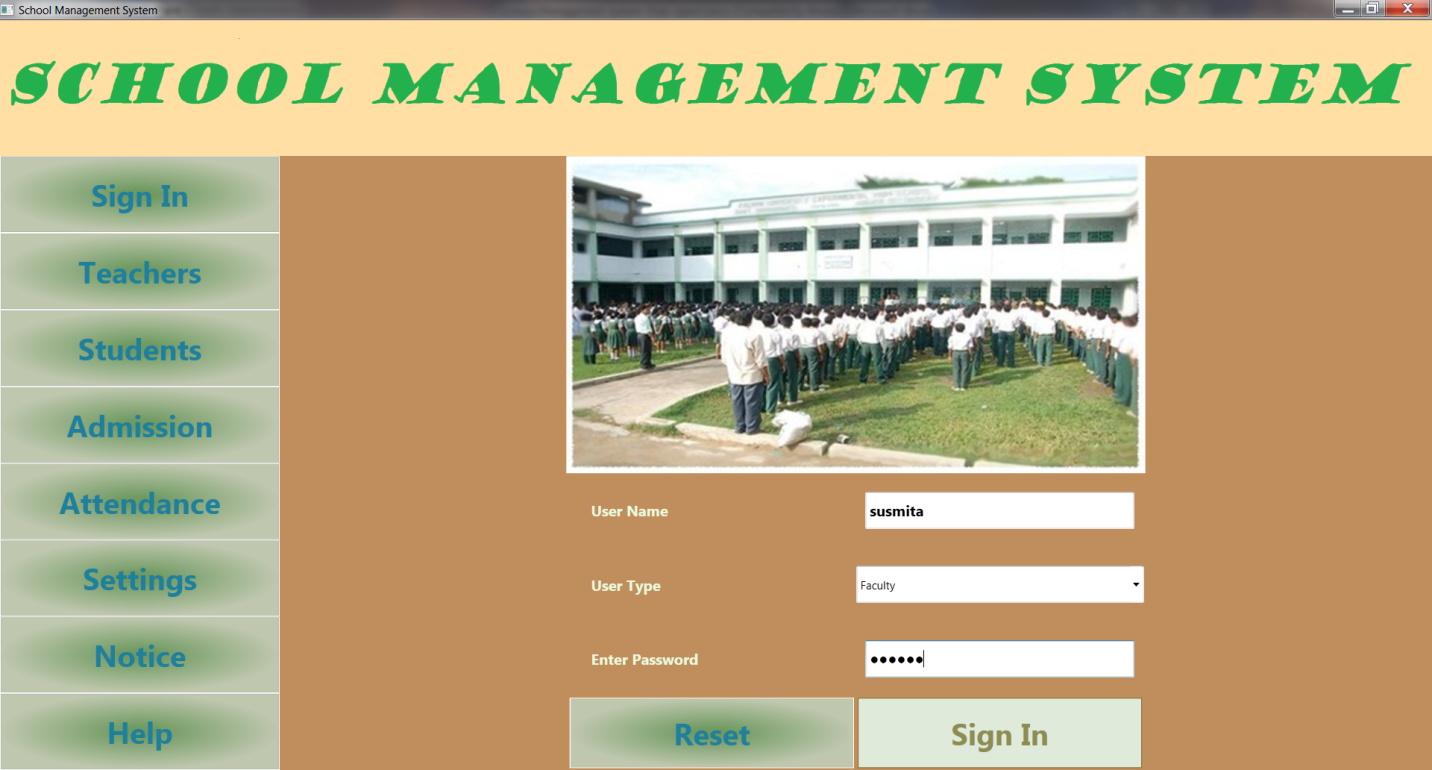 School Management System
SCHOOL MANAGEMENT SYSTEM
Sign In
Teachers
Students
Admission
Attendance
Settings
Notice
Help
User Name
susmita
User Type
Faculty
Enter Password
●●●●●●
Reset
Sign In